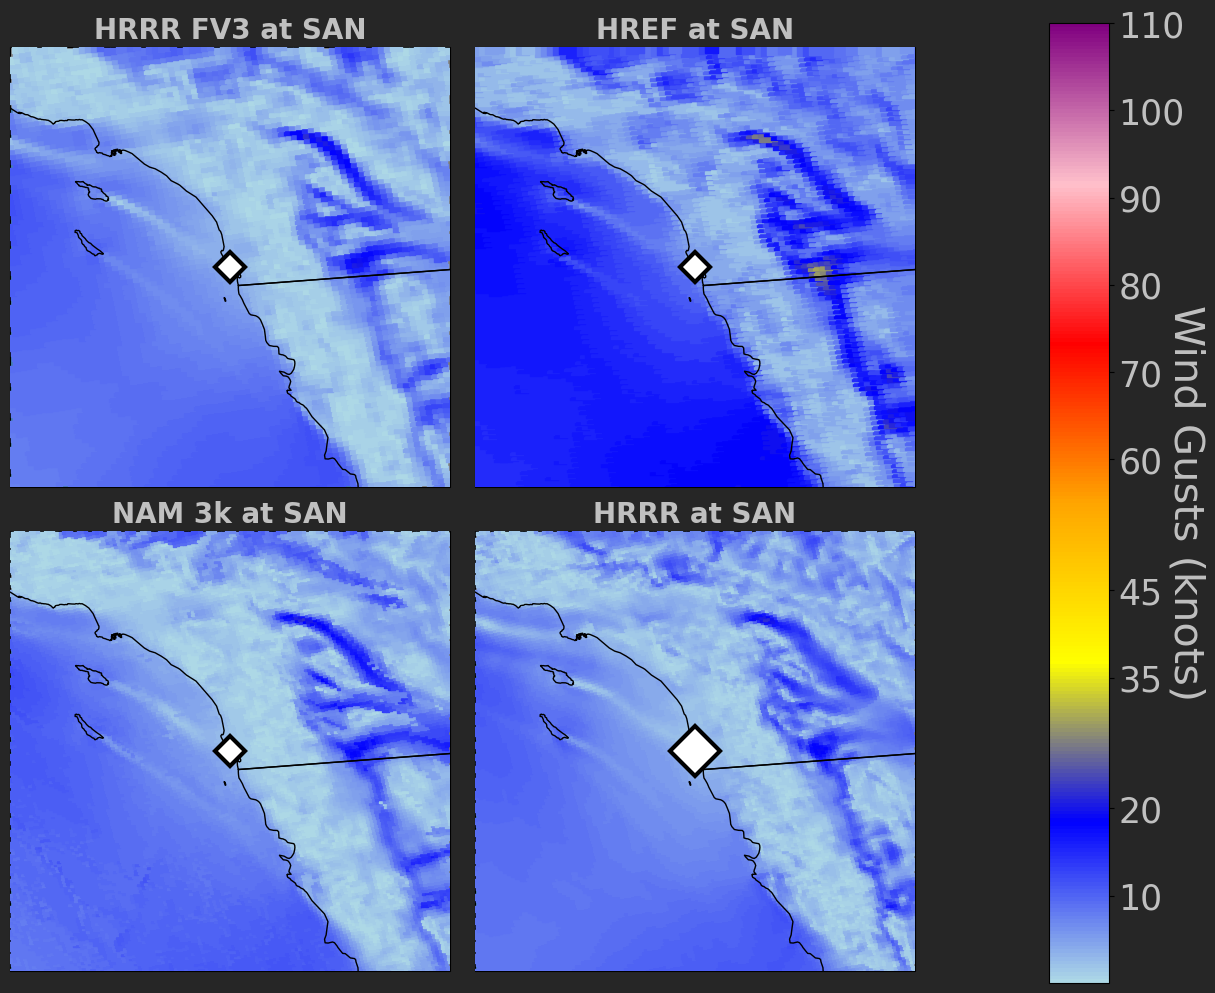 HRRR FV3 at SAN
HREF at SAN
NAM 3k at SAN
HRRR at SAN
110
100
90
80
70
60
45
35
20
10
Wind Gusts (knots)